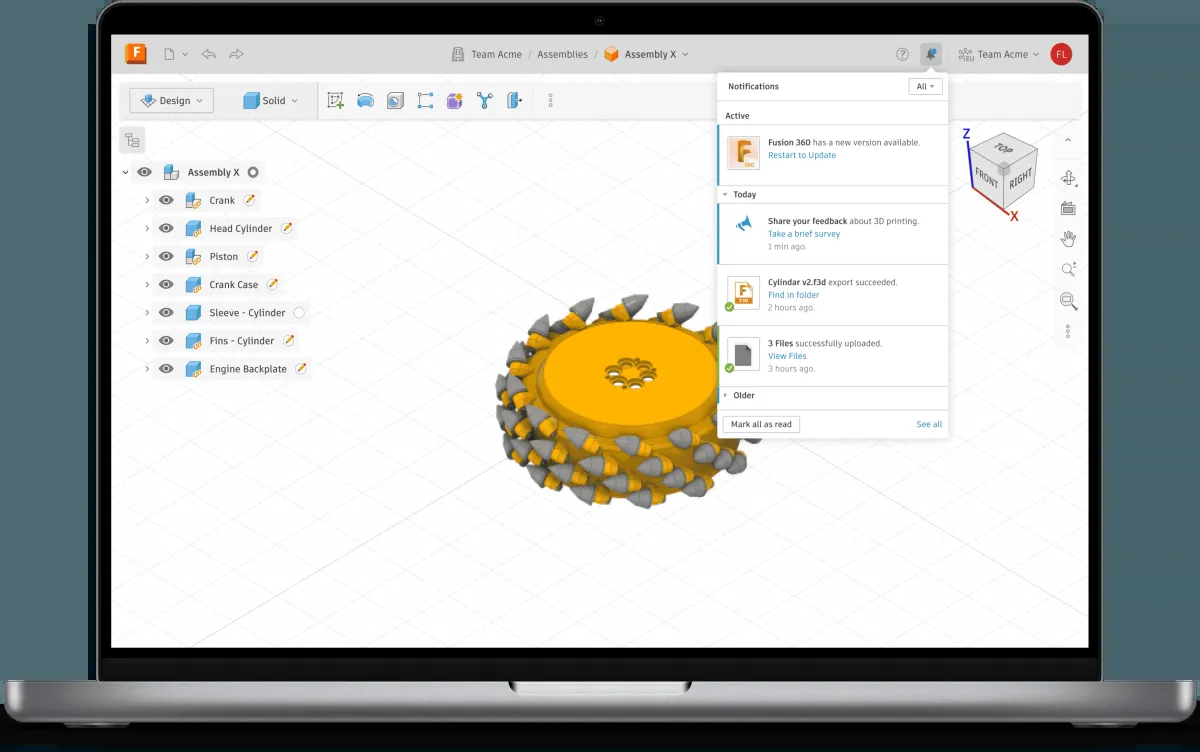 F
Team Acme / Assemblies / Assembly X
?
EU
Team Acme
FL
Design
Solid
Assembly X
Crank
Head Cylinder
Piston
Crank Case
Sleeve - Cylinder
Fins - Cylinder
Engine Backplate
Notifications
All
Active
F
360
Fusion 360 has a new version available.
Restart to Update
Today
Share your feedback about 3D printing.
Take a brief survey
1 min ago.
F
F3D
Cylindar v2.f3d export succeeded.
Find in folder
2 hours ago.
3 Files successfully uploaded.
View Files
3 hours ago.
Older
Mark all as read
See all
Z
TOP
FRONT
RIGHT
X